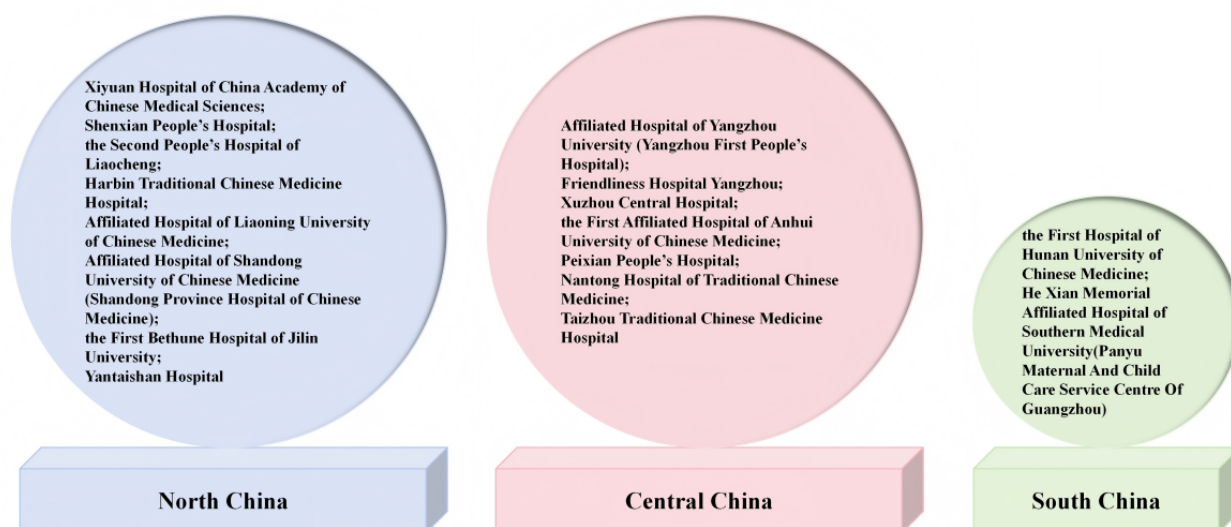 Xiyuan Hospital of China Academy of
Chinese Medical Sciences;
Shenxian People's Hospital;
the Second People's Hospital of
Liaocheng;
Harbin Traditional Chinese Medicine
Hospital;
Affiliated Hospital of Liaoning University
of Chinese Medicine;
Affiliated Hospital of Shandong
University of Chinese Medicine
(Shandong Province Hospital of Chinese
Medicine);
the First Bethune Hospital of Jilin
University;
Yantaishan Hospital
North China
Affiliated Hospital of Yangzhou
University (Yangzhou First People's
Hospital);
Friendliness Hospital Yangzhou;
Xuzhou Central Hospital;
the First Affiliated Hospital of Anhui
University of Chinese Medicine;
Peixian People's Hospital;
Nantong Hospital of Traditional Chinese
Medicine;
Taizhou Traditional Chinese Medicine
Hospital
Central China
the First Hospital of
Hunan University of
Chinese Medicine;
He Xian Memorial
Affiliated Hospital of
Southern Medical
University(Panyu
Maternal And Child
Care Service Centre Of
Guangzhou)
South China